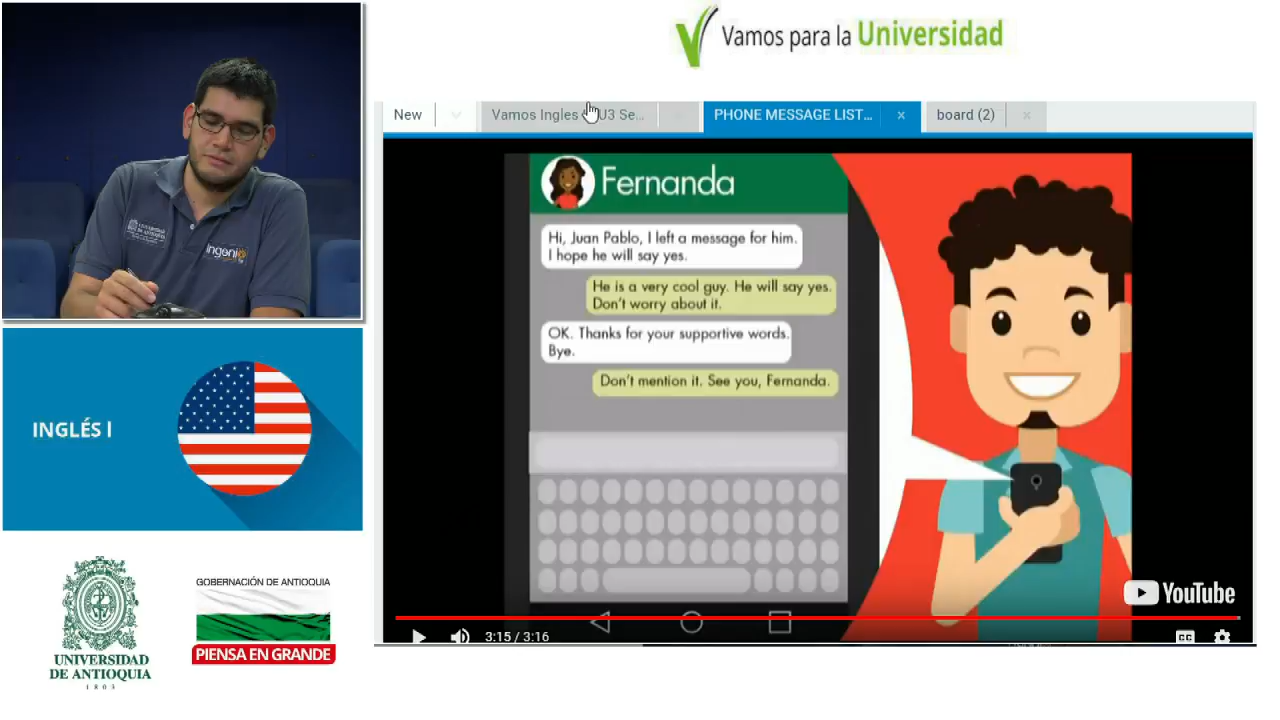 Vamos para la Universidad
New
Vamos Ingles
U3 Se...
PHONE MESSAGE LIST...
x
board (2)
x
Fernanda
Hi, Juan Pablo, I left a message for him.
I hope he will say yes.
He is a very cool guy. He will say yes.
Don't worry about it.
OK. Thanks for your supportive words.
Bye.
Don't mention it. See you, Fernanda.
YouTube
3:15 / 3:16
CC
ingeni@
INGLÉS I
UNIVERSIDAD
DE ANTIOQUIA
1803
GOBERNACIÓN DE ANTIOQUIA
PIENSA EN GRANDE